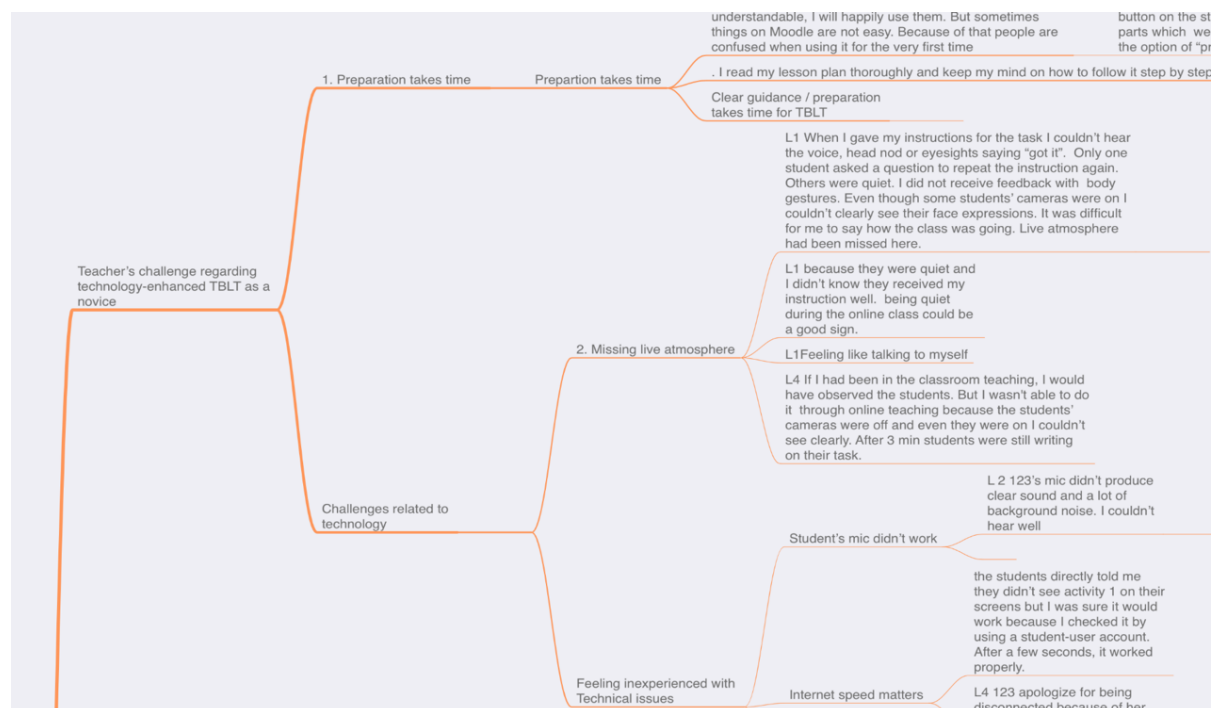 understandable, I will happily use them. But sometimes
things on Moodle are not easy. Because of that people are
confused when using it for the very first time
button on the st
parts which we
the option of “pr
1. Preparation takes time
Prepartion takes time
. I read my lesson plan thoroughly and keep my mind on how to follow it step by step
Clear guidance / preparation
takes time for TBLT
L1 When I gave my instructions for the task I couldn’t hear
the voice, head nod or eyesights saying “got it”. Only one
student asked a question to repeat the instruction again.
Others were quiet. I did not receive feedback with body
gestures. Even though some students’ cameras were on I
couldn’t clearly see their face expressions. It was difficult
for me to say how the class was going. Live atmosphere
had been missed here.
Teacher’s challenge regarding
technology-enhanced TBLT as a
novice
L1 because they were quiet and
I didn’t know they received my
instruction well. being quiet
during the online class could be
a good sign.
2. Missing live atmosphere
L1Feeling like talking to myself
L4 If I had been in the classroom teaching, I would
have observed the students. But I wasn’t able to do
it through online teaching because the students’
cameras were off and even they were on I couldn’t
see clearly. After 3 min students were still writing
on their task.
Challenges related to
technology
L 2 123’s mic didn’t produce
clear sound and a lot of
background noise. I couldn’t
hear well
Student’s mic didn’t work
the students directly told me
they didn’t see activity 1 on their
screens but I was sure it would
work because I checked it by
using a student-user account.
After a few seconds, it worked
properly.
Feeling inexperienced with
Technical issues
Internet speed matters
L4 123 apologize for being
disconnected because of her